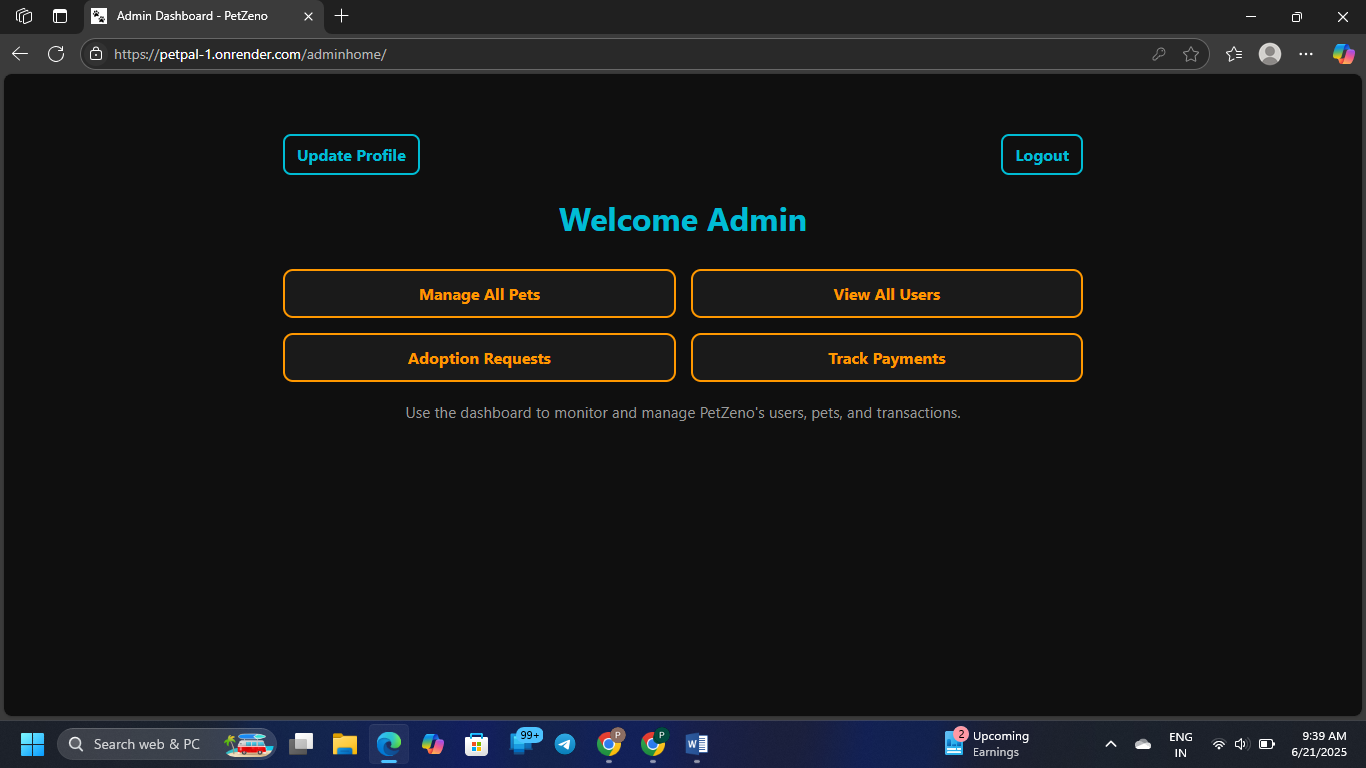 Admin Dashboard - PetZeno
https://petpal-1.onrender.com/adminhome/
Update Profile
Logout
Welcome Admin
Manage All Pets
View All Users
Adoption Requests
Track Payments
Use the dashboard to monitor and manage PetZeno's users, pets, and transactions.
Search web & PC
99+
P
P
W
2
Upcoming
Earnings
ENG
IN
9:39 AM
6/21/2025